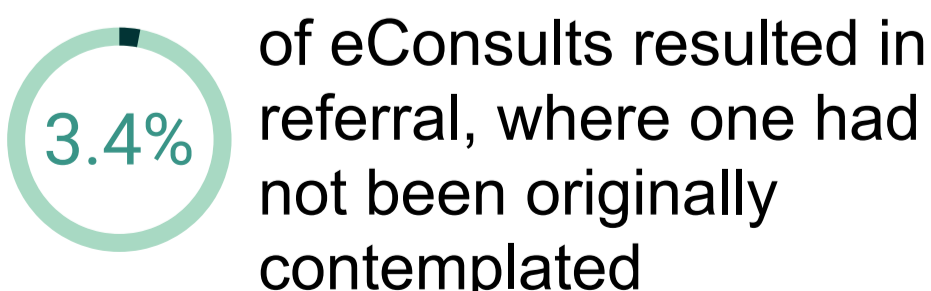 3.4%
of eConsults resulted in
referral, where one had
not been originally
contemplated